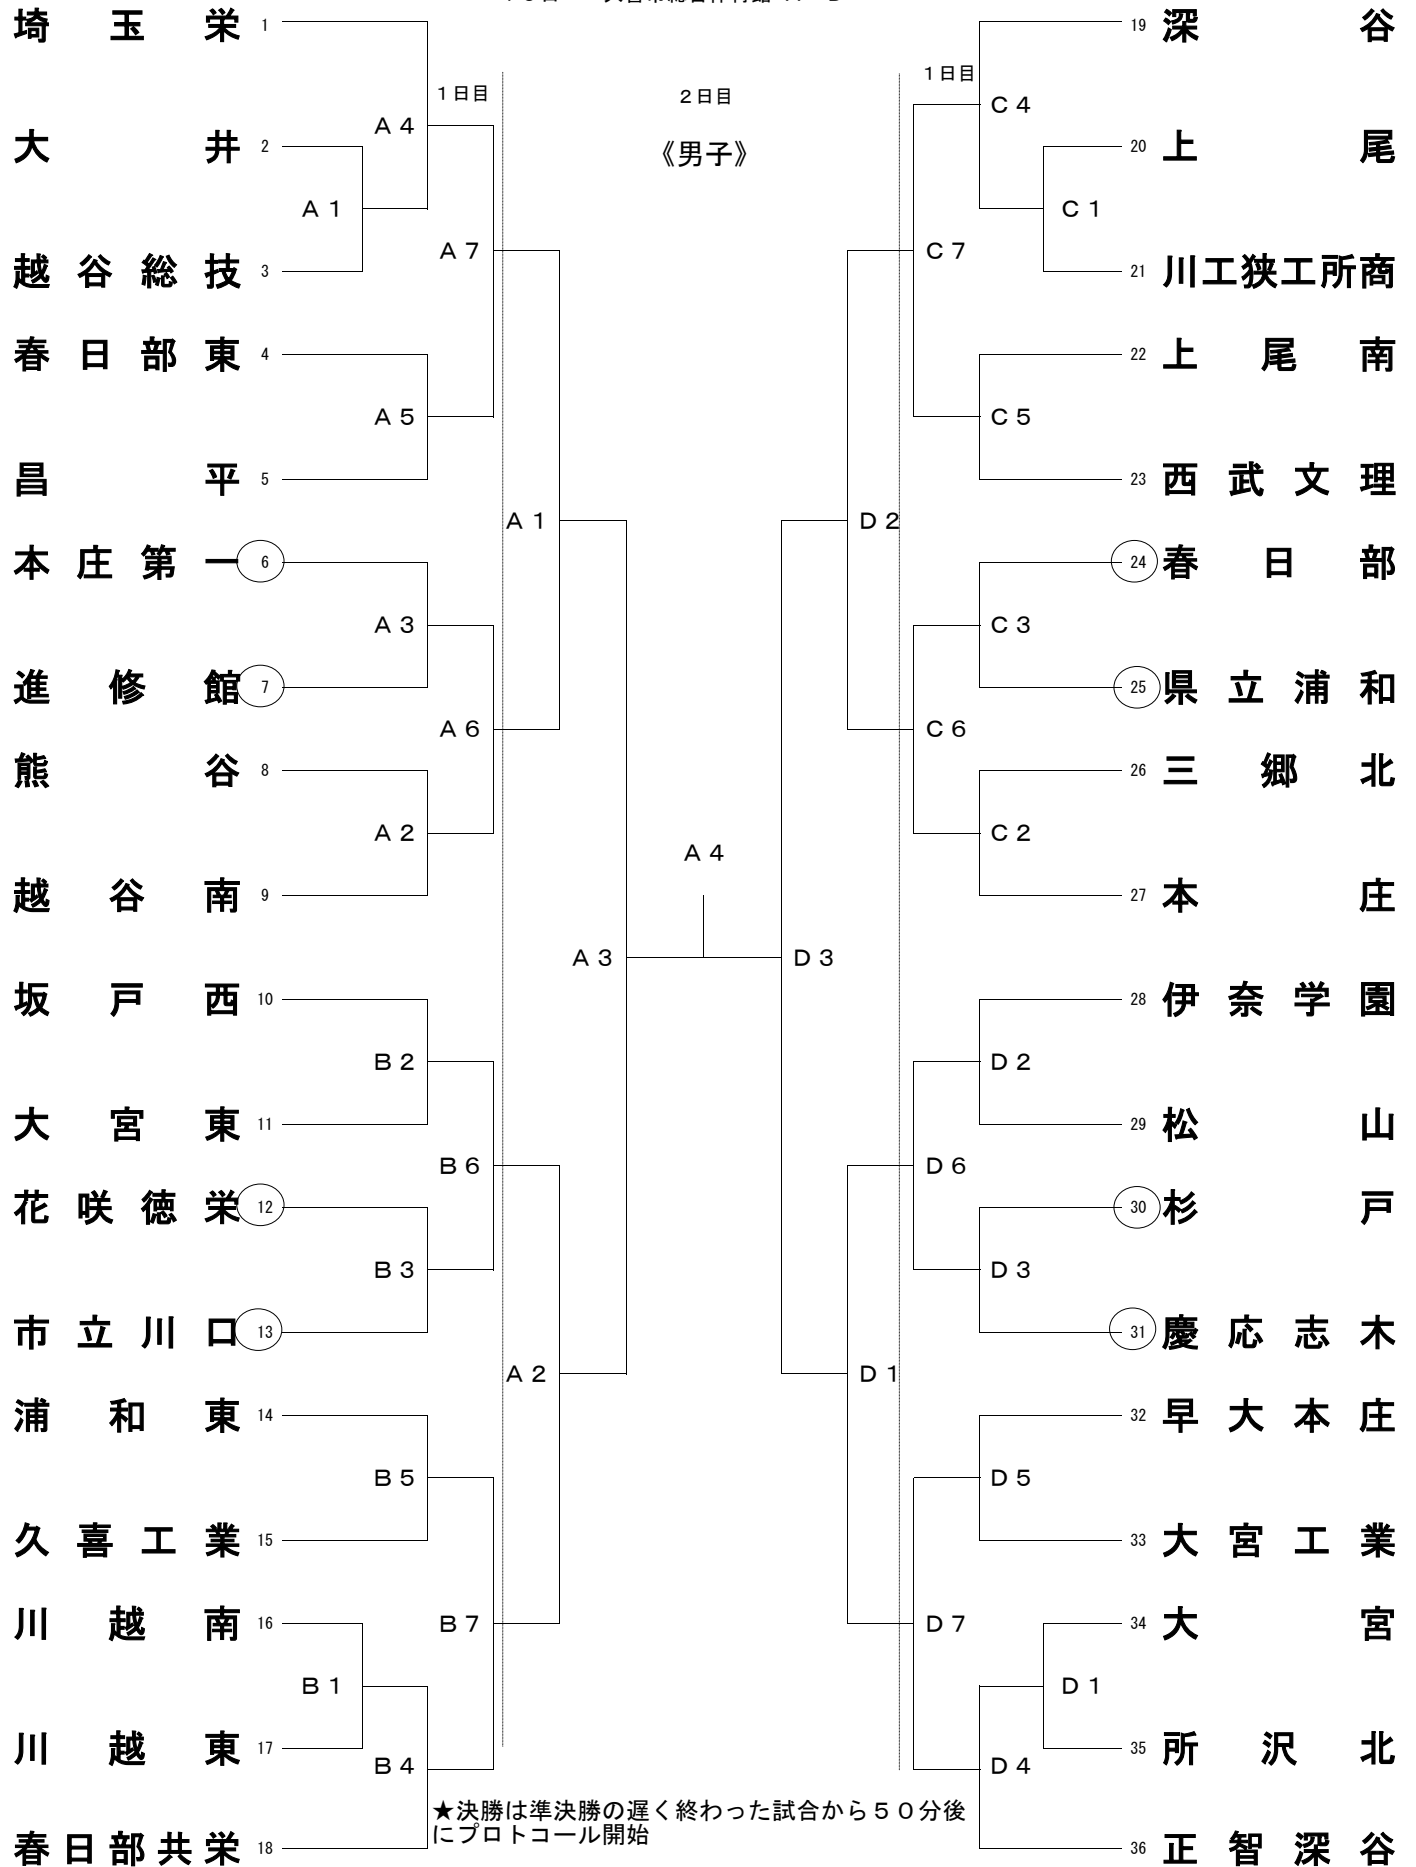 埼玉栄 1
1日目
A4
大井 2
A1
越谷総技 3
A7
春日部東 4
A5
昌平 5
A1
本庄第一 6
A3
進修館 7
A6
熊谷 8
A2
越谷南 9
坂戸西 10
B2
大宮東 11
B6
花咲徳栄 12
B3
市立川口 13
A2
浦和東 14
B5
久喜工業 15
川越南 16
B7
B1
川越東 17
B4
春日部共栄 18
2日目
《男子》
A4
A3
D3
19 深谷
1日目
C4
20 上尾
C1
21 川工狭工所商
C7
22 上尾南
C5
23 西武文理
D2
24 春日部
C3
25 県立浦和
C6
26 三郷北
C2
27 本庄
28 伊奈学園
D2
29 松山
D6
30 杉戸
D3
31 慶応志木
D1
32 早大本庄
D5
33 大宮工業
34 大宮
D7
D1
35 所沢北
D4
36 正智深谷
★決勝は準決勝の遅く終わった試合から50分後
にプロトコール開始